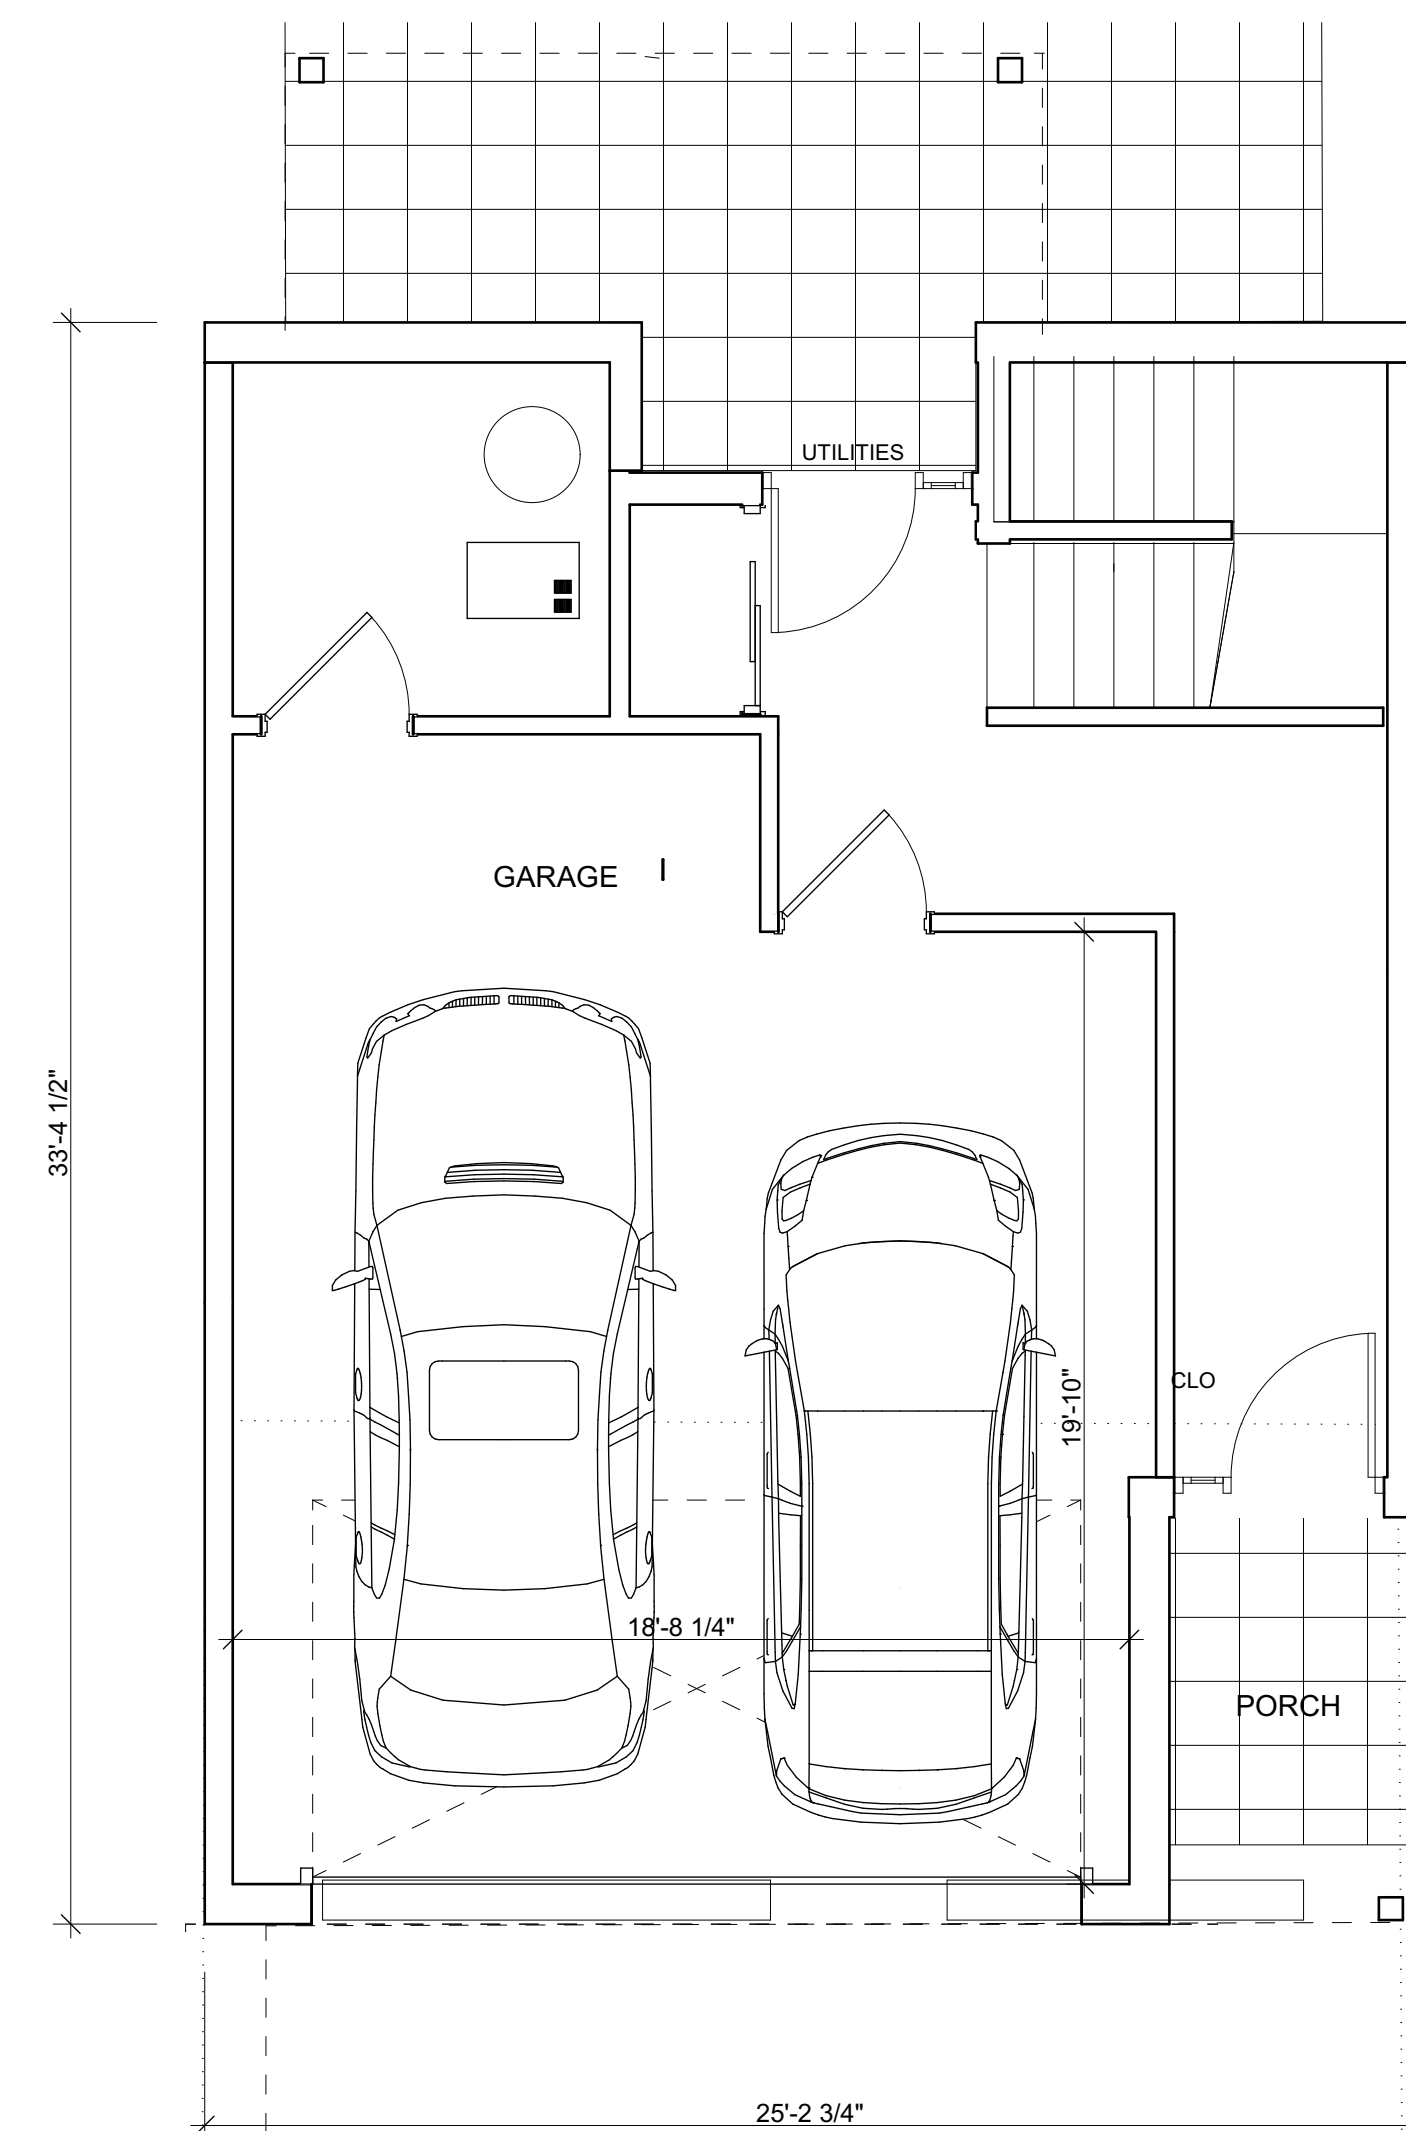 UTILITIES
GARAGE
33'-4 1/2"
CLO
19'-10"
18'-8 1/4"
PORCH
25'-2 3/4"